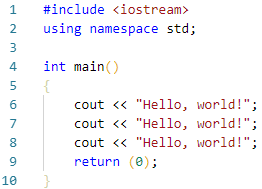 1 #include <iostream>
2 using namespace std;
3
4 int main()
5 {
6     cout << "Hello, world!";
7     cout << "Hello, world!";
8     cout << "Hello, world!";
9     return (0);
10 }